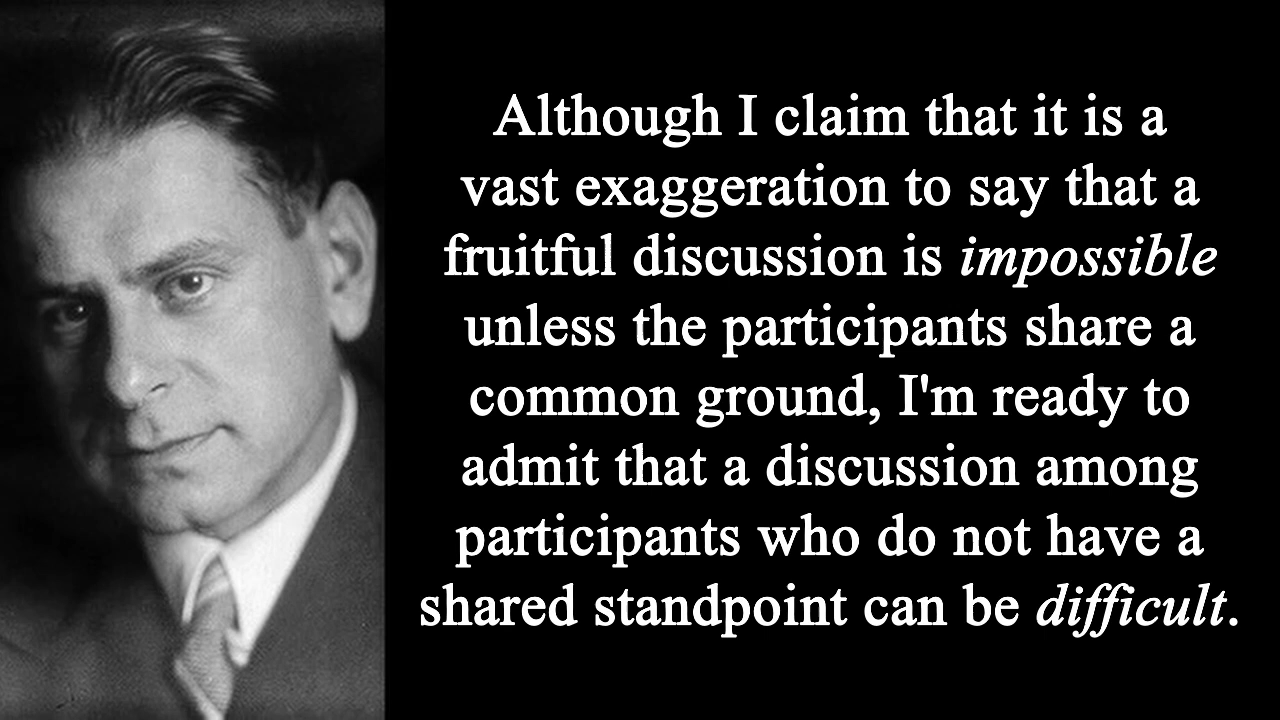 Although I claim that it is a
vast exaggeration to say that a
fruitful discussion is impossible
unless the participants share a
common ground, I'm ready to
admit that a discussion among
participants who do not have a
shared standpoint can be difficult.